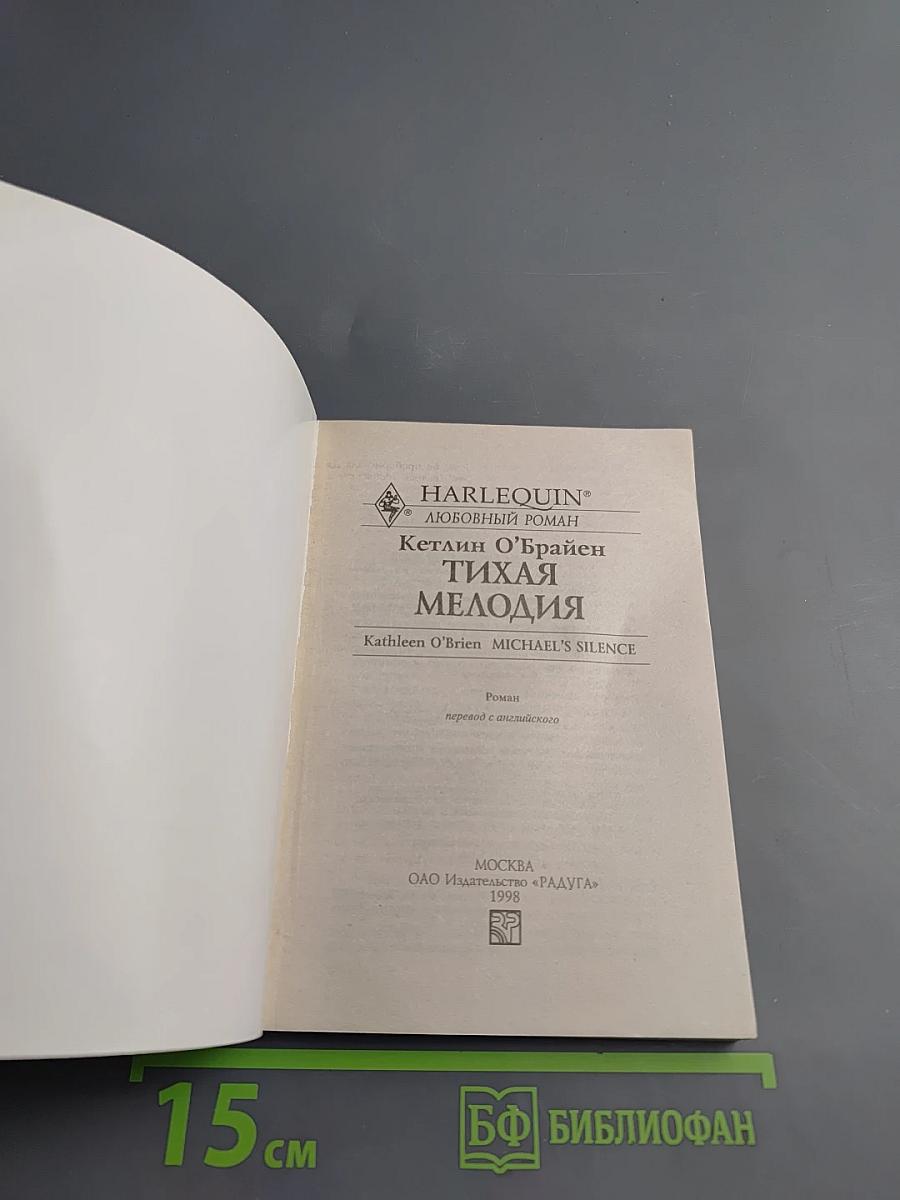 HARLEQUIN®
®
ЛЮБОВНЫЙ РОМАН
Кетлин О'Брайен
ТИХАЯ
МЕЛОДИЯ
Kathleen O'Brien MICHAEL'S SILENCE
Роман
перевод с английского
МОСКВА
ОАО Издательство «РАДУГА»
1998
15 см
БФ БИБЛИОФАН